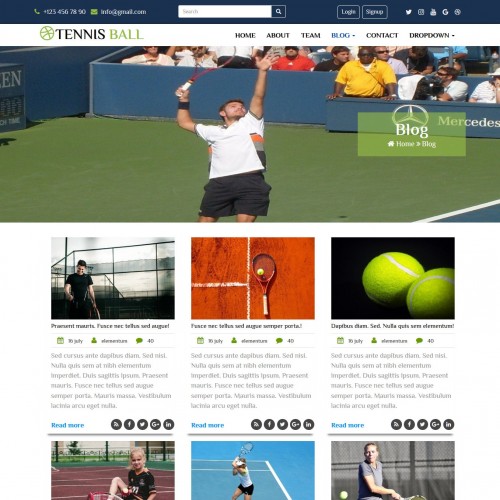 +123 456 78 90 info@gmail.com Search Login Signup
TENNIS BALL HOME ABOUT TEAM BLOG CONTACT DROPDOWN
CITIZEN
Mercedes
Blog
Home » Blog
Praesent mauris. Fusce nec tellus sed augue!
16 july elementum 40
Sed cursus ante dapibus diam. Sed nisi.
Nulla quis sem at nibh elementum
imperdiet. Duis sagittis ipsum. Praesent
mauris. Fusce nec tellus sed augue
semper porta. Mauris massa. Vestibulum
lacinia arcu eget nulla.
Read more
Fusce nec tellus sed augue semper porta.!
16 july elementum 40
Sed cursus ante dapibus diam. Sed nisi.
Nulla quis sem at nibh elementum
imperdiet. Duis sagittis ipsum. Praesent
mauris. Fusce nec tellus sed augue
semper porta. Mauris massa. Vestibulum
lacinia arcu eget nulla.
Read more
Dapibus diam. Sed. Nulla quis sem elementum!
16 july elementum 40
Sed cursus ante dapibus diam. Sed nisi.
Nulla quis sem at nibh elementum
imperdiet. Duis sagittis ipsum. Praesent
mauris. Fusce nec tellus sed augue
semper porta. Mauris massa. Vestibulum
lacinia arcu eget nulla.
Read more